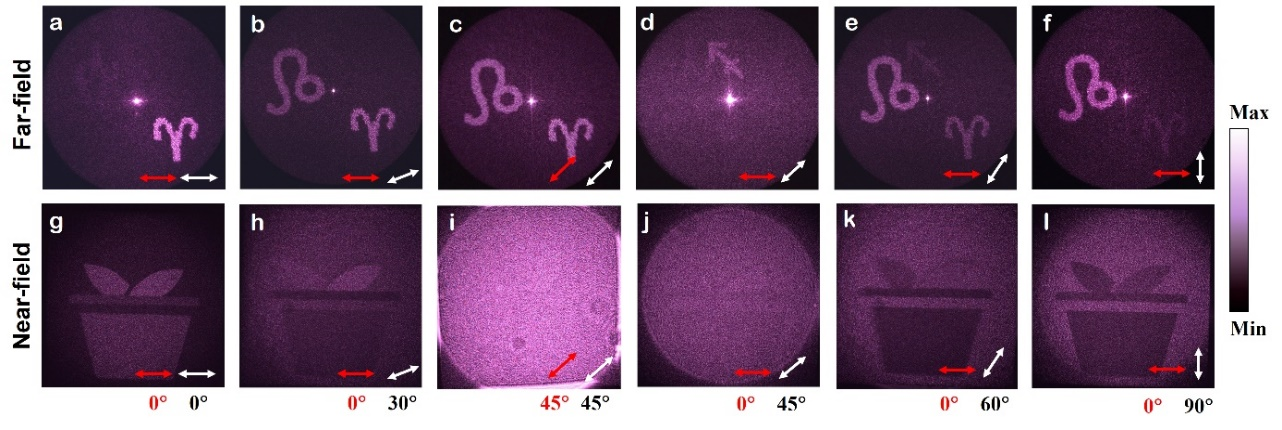 Far-field
a
b
c
d
e
f
Max
Min
Near-field
g
h
i
j
k
l
0° 0°
0° 30°
45° 45°
0° 45°
0° 60°
0° 90°